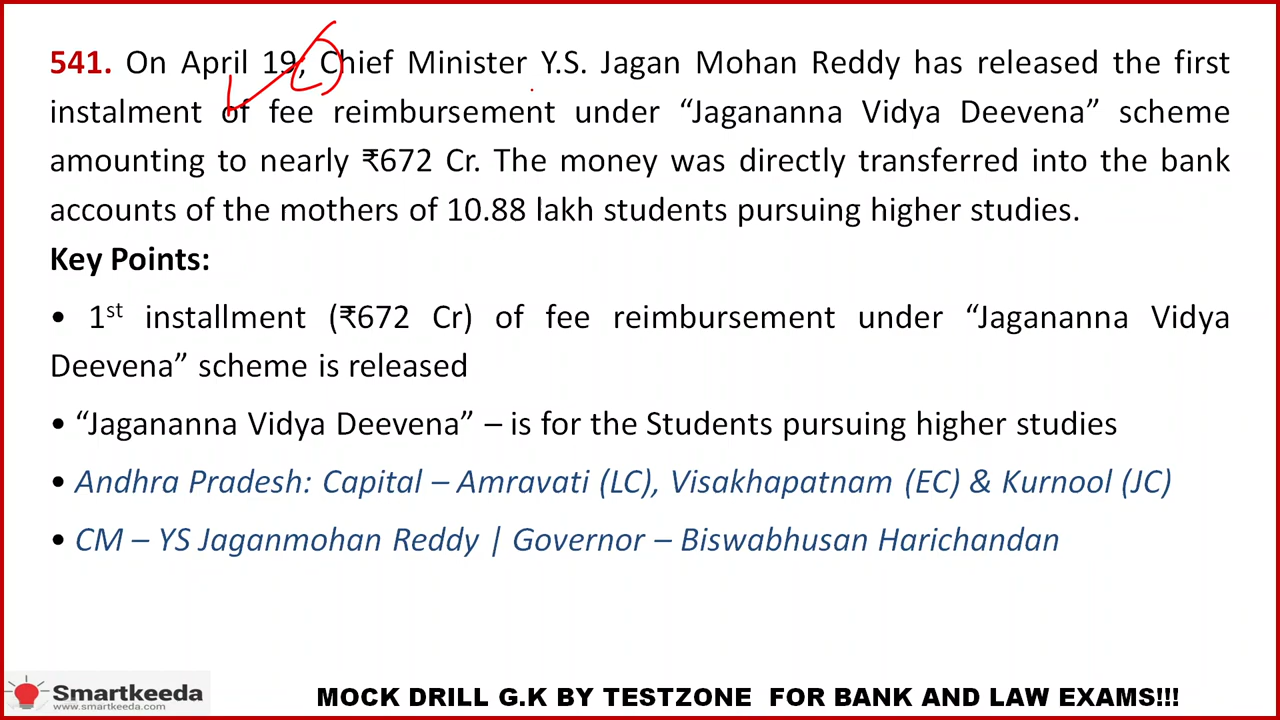 541. On April 19, Chief Minister Y.S. Jagan Mohan Reddy has released the first
instalment of fee reimbursement under “Jagananna Vidya Deevena” scheme
amounting to nearly ₹672 Cr. The money was directly transferred into the bank
accounts of the mothers of 10.88 lakh students pursuing higher studies.
Key Points:
• 1st installment (₹672 Cr) of fee reimbursement under “Jagananna Vidya
Deevena” scheme is released
• “Jagananna Vidya Deevena” – is for the Students pursuing higher studies
• Andhra Pradesh: Capital – Amravati (LC), Visakhapatnam (EC) & Kurnool (JC)
• CM – YS Jaganmohan Reddy | Governor – Biswabhusan Harichandan
Smartkeeda
www.smartkeeda.com
MOCK DRILL G.K BY TESTZONE FOR BANK AND LAW EXAMS!!!